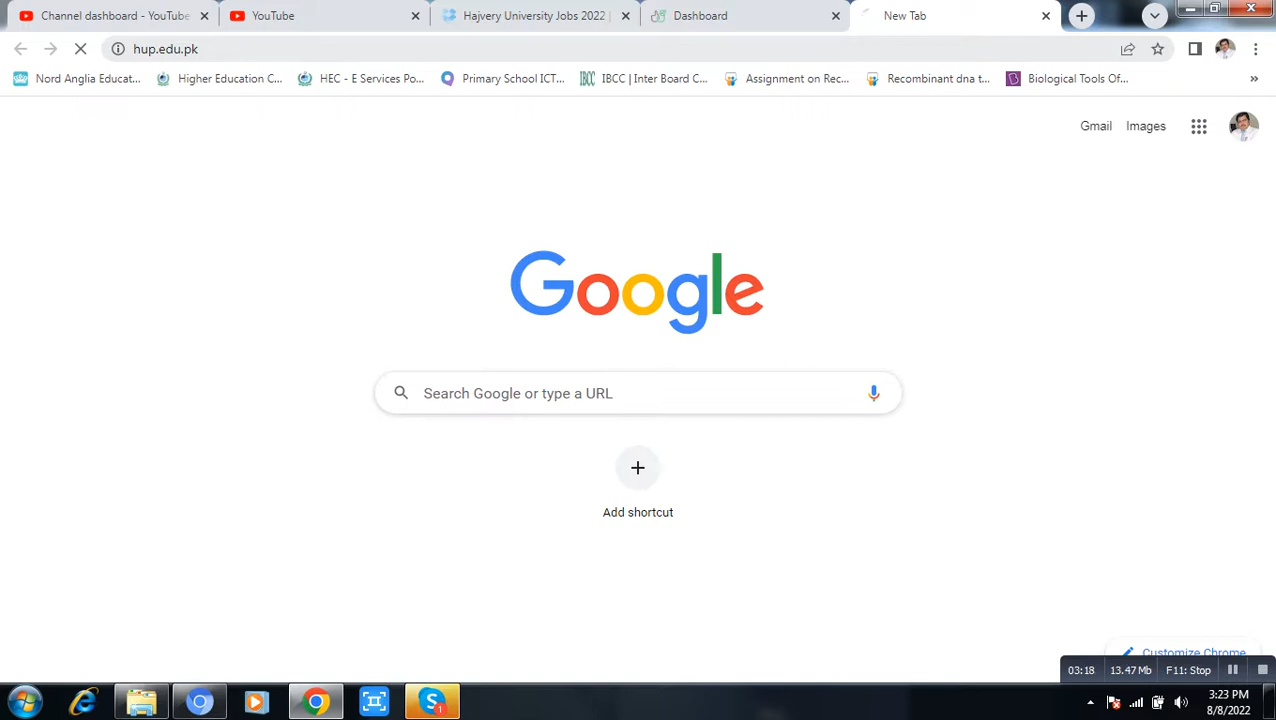 Channel dashboard - YouTube
YouTube
Hajvery University Jobs 2022 |
Dashboard
New Tab
hup.edu.pk
Nord Anglia Educat...
Higher Education C...
HEC - E Services Po...
Primary School ICT...
IBCC
IBCC | Inter Board C...
Assignment on Rec...
Recombinant dna t...
Biological Tools Of...
»
Gmail
Images
Google
Search Google or type a URL
Add shortcut
Customize Chrome
03:18
13.47 Mb
F11: Stop
1
3:23 PM
8/8/2022